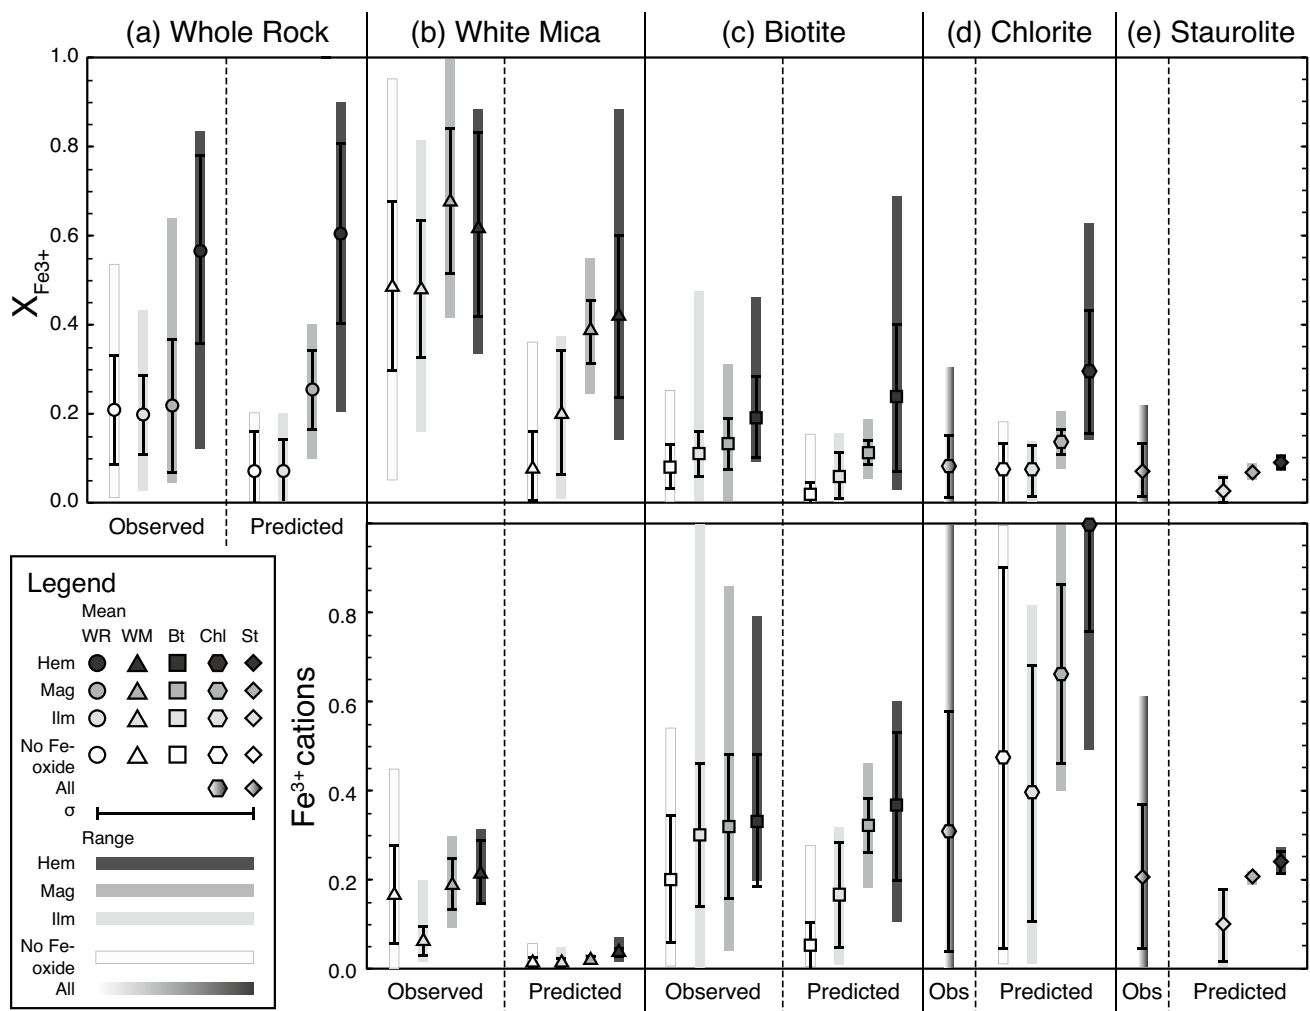 (a) Whole Rock
(b) White Mica
(c) Biotite
(d) Chlorite
(e) Staurolite
1.0
0.8
0.6
0.4
0.2
0.0
X_Fe3+
Observed
Predicted
Legend
Mean
WR WM Bt Chl St
Hem
Mag
Ilm
No Fe-
oxide
All
σ
Range
Hem
Mag
Ilm
No Fe-
oxide
All
0.8
0.6
0.4
0.2
0.0
Fe³⁺ cations
Observed
Predicted
Observed
Predicted
Obs
Predicted
Obs
Predicted